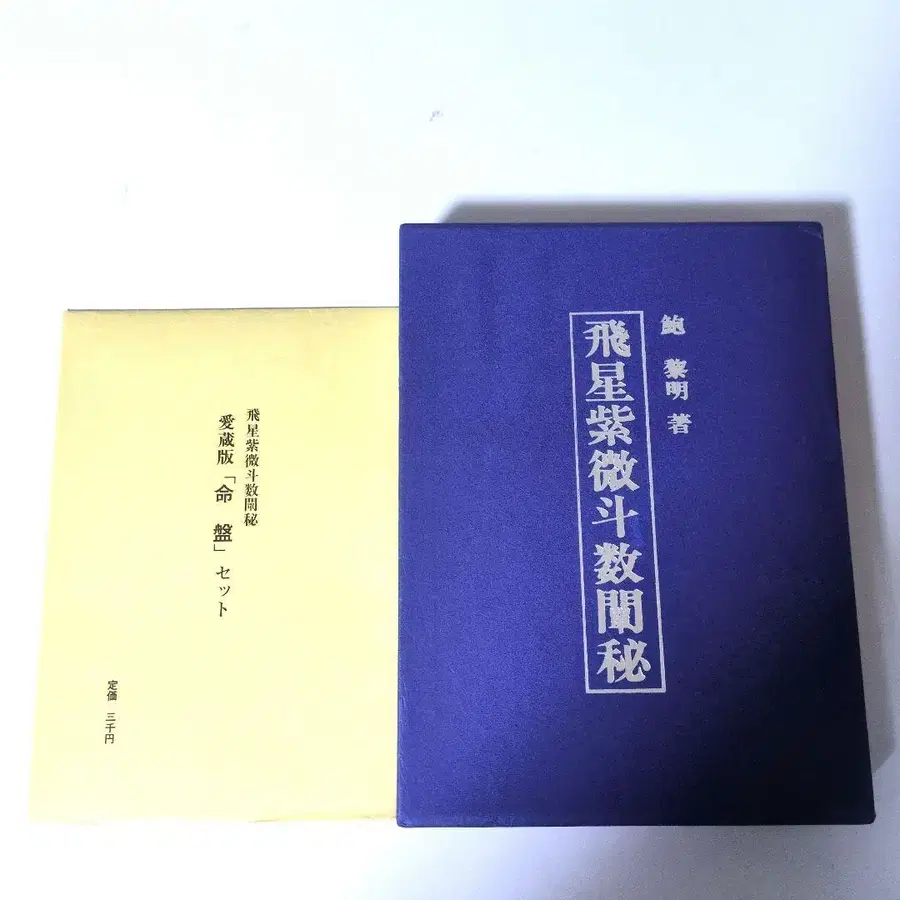 鮑黎明 著
飛星紫微斗数闡秘
飛星紫微斗数闡秘
愛蔵版「命 盤」セット
定価 三千円